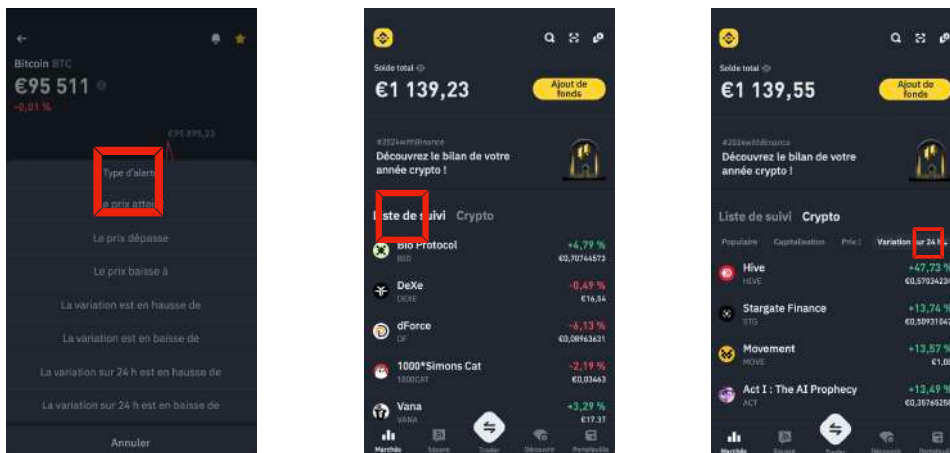 Bitcoin BTC
€95 511
-0,01 %
€95 895,23
Type d'alerte
Le prix dépasse
Le prix baisse à
La variation est en hausse de
La variation est en baisse de
La variation sur 24 h est en hausse de
La variation sur 24 h est en baisse de
Annuler
Solde total
€1 139,23
Ajout de
fonds
#2024withBinance
Découvrez le bilan de votre
année crypto !
Liste de suivi Crypto
Bio Protocol +4,79 %
BIO €0,70744573
DeXe -0,49 %
DEXE €16,54
dForce -6,13 %
DF €0,08963631
1000*Simons Cat -2,19 %
1000CAT €0,03463
Vana +3,29 %
VANA €17.37
Marchés Square Trader Découvrir Portefeuille
Solde total
€1 139,55
Ajout de
fonds
#2024withBinance
Découvrez le bilan de votre
année crypto !
Liste de suivi Crypto
Populaire Capitalisation Prix Variation sur 24 h
Hive +47,73 %
HIVE €0,5703423
Stargate Finance +13,74 %
STG €0,5093104
Movement +13,57 %
MOVE €1,0
Act I : The AI Prophecy +13,49 %
ACT €0,3576525
Marchés Square Trader Découvrir